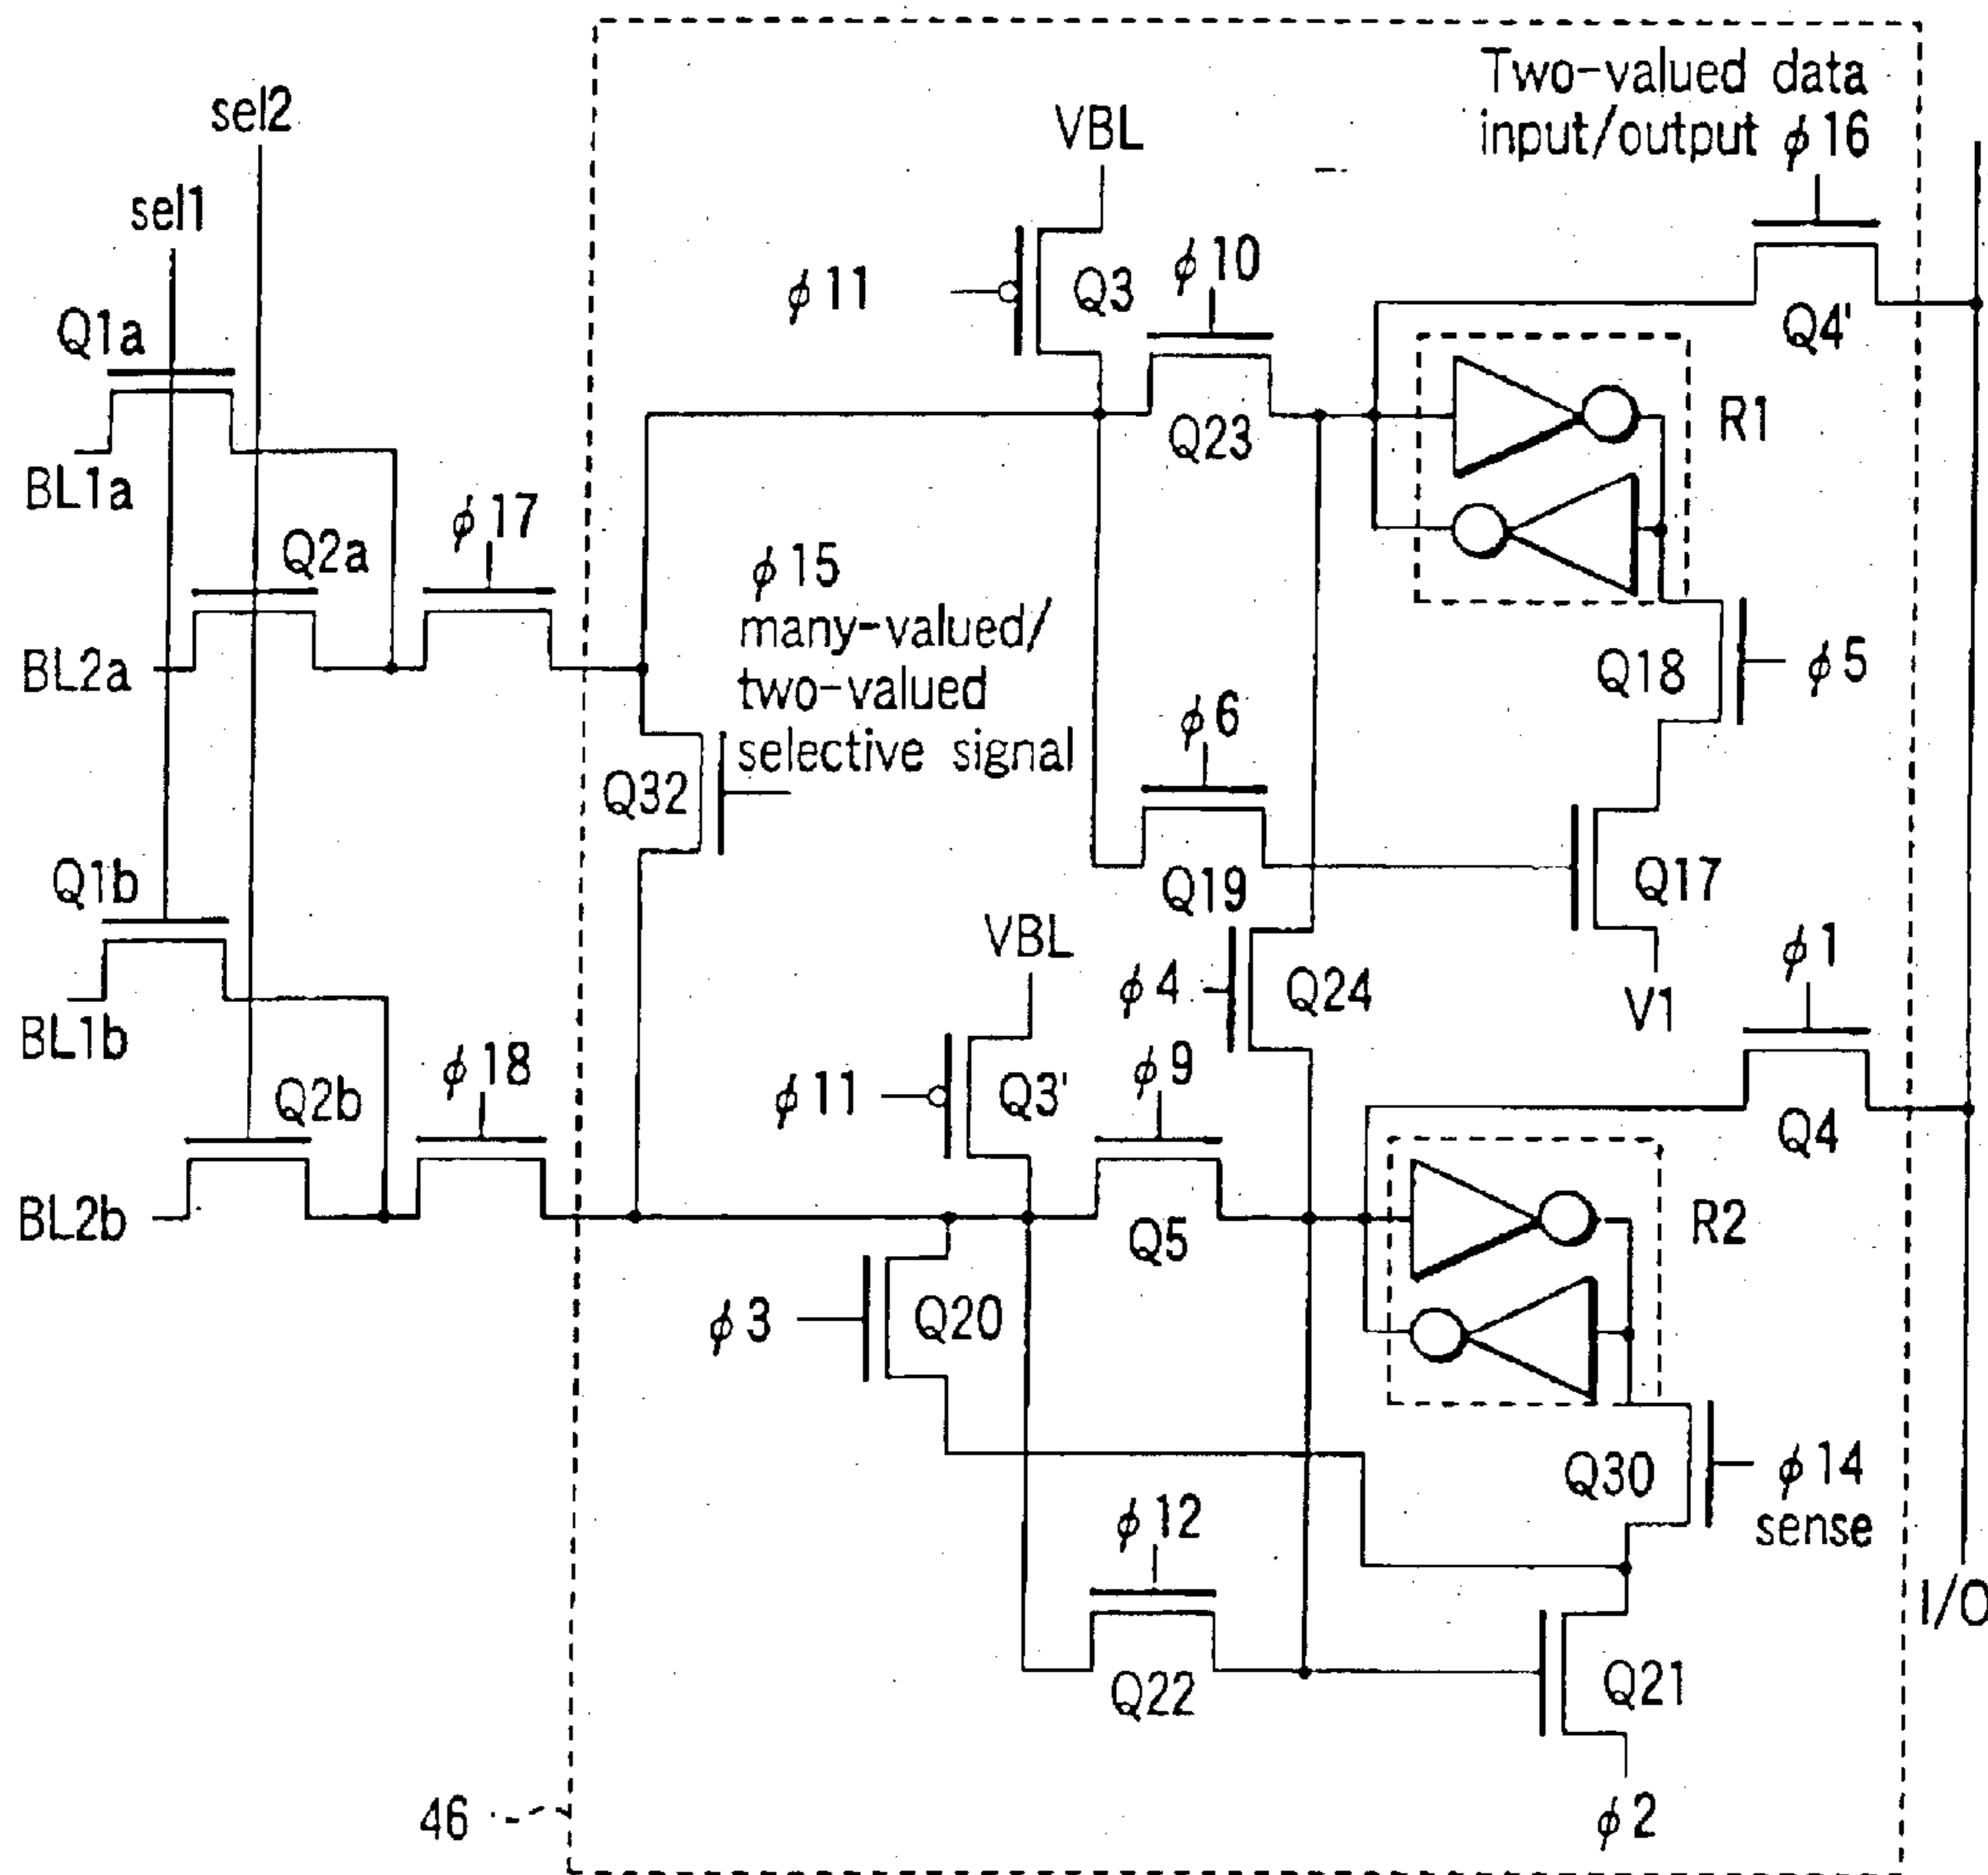 Two-valued data
input/output ϕ16
sel2
VBL
sel1
ϕ10
ϕ11
Q3
Q1a
Q4'
R1
Q23
BL1a
ϕ17
Q2a
ϕ15
many-valued/
two-valued
selective signal
BL2a
Q18
ϕ5
ϕ6
Q32
Q1b
Q19
Q17
VBL
ϕ1
ϕ4
Q24
V1
BL1b
ϕ18
ϕ9
Q2b
ϕ11
Q3'
Q4
BL2b
Q5
R2
ϕ3
Q20
Q30
ϕ14
sense
ϕ12
I/O
Q22
Q21
46
ϕ2